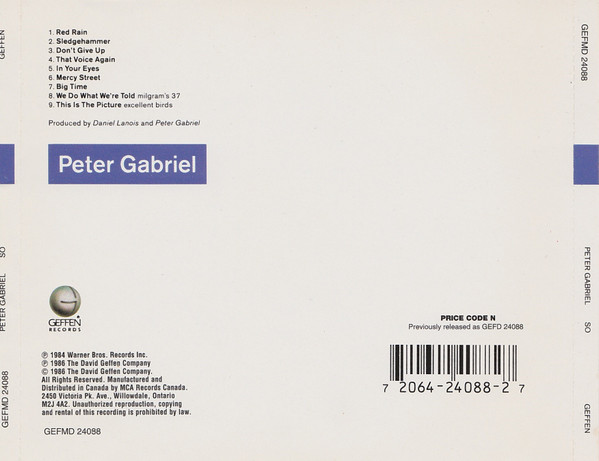 GEFFEN
PETER GABRIEL SO
GEFMD 24088
1. Red Rain
2. Sledgehammer
3. Don't Give Up
4. That Voice Again
5. In Your Eyes
6. Mercy Street
7. Big Time
8. We Do What We're Told milgram's 37
9. This Is The Picture excellent birds
Produced by Daniel Lanois and Peter Gabriel
Peter Gabriel
GEFFEN
RECORDS
℗ 1984 Warner Bros. Records Inc.
℗ 1986 The David Geffen Company
© 1986 The David Geffen Company
All Rights Reserved. Manufactured and
Distributed in Canada by MCA Records Canada.
2450 Victoria Pk. Ave., Willowdale, Ontario
M2J 4A2. Unauthorized reproduction, copying
and rental of this recording is prohibited by law.
GEFMD 24088
PRICE CODE N
Previously released as GEFD 24088
7 2064-24088-2 7
GEFMD 24088
PETER GABRIEL SO
GEFFEN